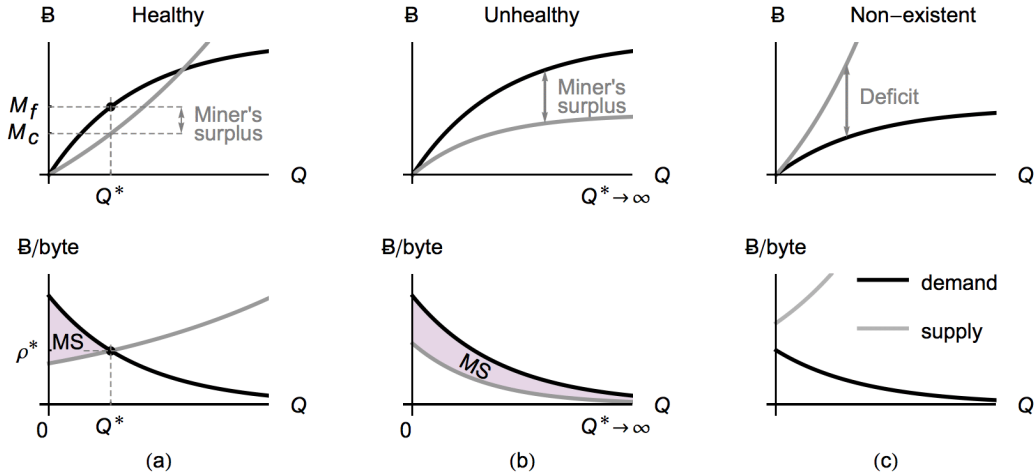 Ƀ Healthy
M_f
M_c
Miner's
surplus
Q
Q*
Ƀ Unhealthy
Miner's
surplus
Q
Q* → ∞
Ƀ Non−existent
Deficit
Q
Ƀ/byte
ρ*
MS
Q
0
Q*
(a)
Ƀ/byte
MS
Q
0
Q* → ∞
(b)
Ƀ/byte
demand
supply
Q
(c)